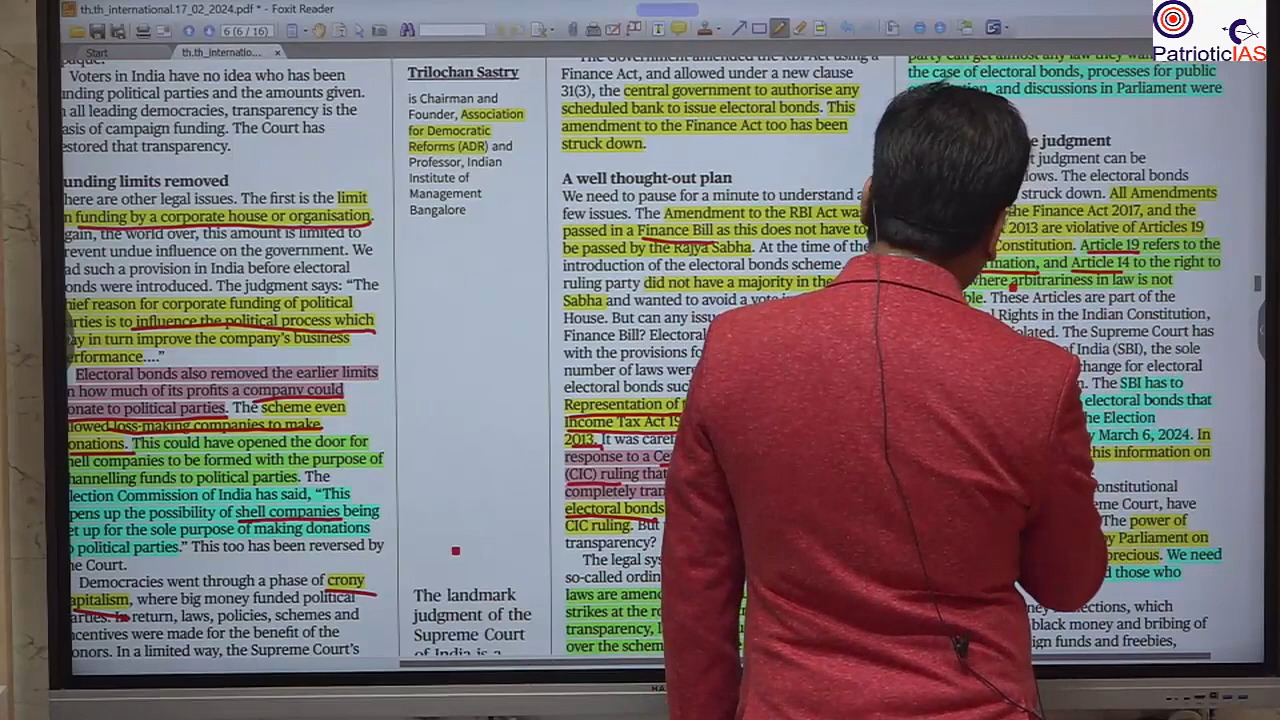 th.th_international.17_02_2024.pdf * - Foxit Reader
6 (6 / 16)
Start
th.th_internatio...
PatrioticIAS
Voters in India have no idea who has been
nding political parties and the amounts given.
all leading democracies, transparency is the
asis of campaign funding. The Court has
estored that transparency.
unding limits removed
here are other legal issues. The first is the limit
n funding by a corporate house or organisation.
gain, the world over, this amount is limited to
revent undue influence on the government. We
ad such a provision in India before electoral
onds were introduced. The judgment says: “The
hief reason for corporate funding of political
arties is to influence the political process which
ay in turn improve the company’s business
erformance....”
Electoral bonds also removed the earlier limits
n how much of its profits a company could
onate to political parties. The scheme even
lowed loss-making companies to make
onations. This could have opened the door for
hell companies to be formed with the purpose of
hannelling funds to political parties. The
lection Commission of India has said, “This
pens up the possibility of shell companies being
et up for the sole purpose of making donations
political parties.” This too has been reversed by
he Court.
Democracies went through a phase of crony
apitalism, where big money funded political
arties. In return, laws, policies, schemes and
ncentives were made for the benefit of the
onors. In a limited way, the Supreme Court’s
Trilochan Sastry
is Chairman and
Founder, Association
for Democratic
Reforms (ADR) and
Professor, Indian
Institute of
Management
Bangalore
The landmark
judgment of the
Supreme Court
of India is a
The Government amended the RBI Act using a
Finance Act, and allowed under a new clause
31(3), the central government to authorise any
scheduled bank to issue electoral bonds. This
amendment to the Finance Act too has been
struck down.
A well thought-out plan
We need to pause for a minute to understand a
few issues. The Amendment to the RBI Act wa
passed in a Finance Bill as this does not have to
be passed by the Rajya Sabha. At the time of the
introduction of the electoral bonds scheme
ruling party did not have a majority in the
Sabha and wanted to avoid a vote
House. But can any issu
Finance Bill? Electoral
with the provisions fo
number of laws were
electoral bonds suc
Representation of
Income Tax Act 19
2013. It was caref
response to a Ce
(CIC) ruling that
completely tran
electoral bonds
CIC ruling. But
transparency?
The legal sys
so-called ordin
laws are amend
strikes at the ro
transparency, l
over the schem
party can get almost any law they wan
the case of electoral bonds, processes for public
tion, and discussions in Parliament were
e judgment
t judgment can be
lows. The electoral bonds
struck down. All Amendments
the Finance Act 2017, and the
2013 are violative of Articles 19
Constitution. Article 19 refers to the
mation, and Article 14 to the right to
where arbitrariness in law is not
ble. These Articles are part of the
l Rights in the Indian Constitution,
iolated. The Supreme Court has
of India (SBI), the sole
change for electoral
The SBI has to
electoral bonds that
e Election
y March 6, 2024. In
his information on
onstitutional
eme Court, have
The power of
by Parliament on
precious. We need
d those who
ney in elections, which
black money and bribing of
ign funds and freebies,